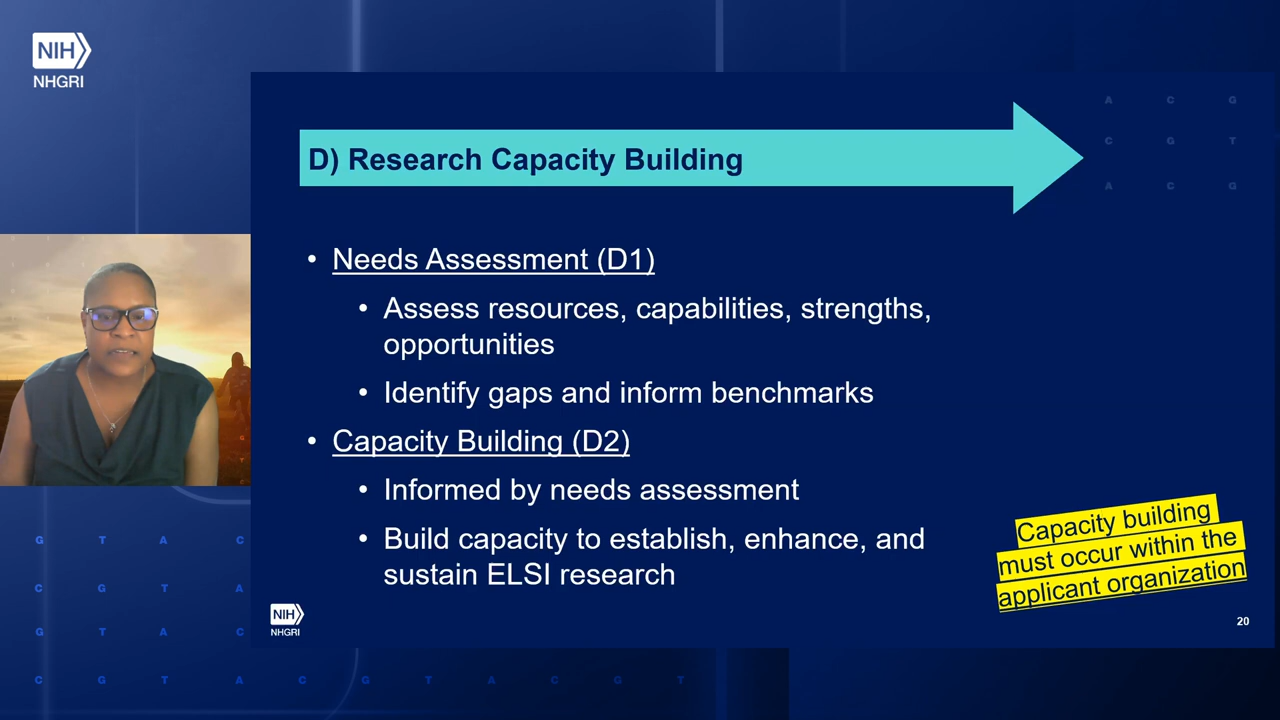 NIH
NHGRI
D) Research Capacity Building
A C G
C G T
A C G
• Needs Assessment (D1)
• Assess resources, capabilities, strengths,
opportunities
• Identify gaps and inform benchmarks
• Capacity Building (D2)
• Informed by needs assessment
• Build capacity to establish, enhance, and
sustain ELSI research
Capacity building
must occur within the
applicant organization
NIH
NHGRI
20
G T A C
C G T A
G T A C
C G T A C G T A C G T